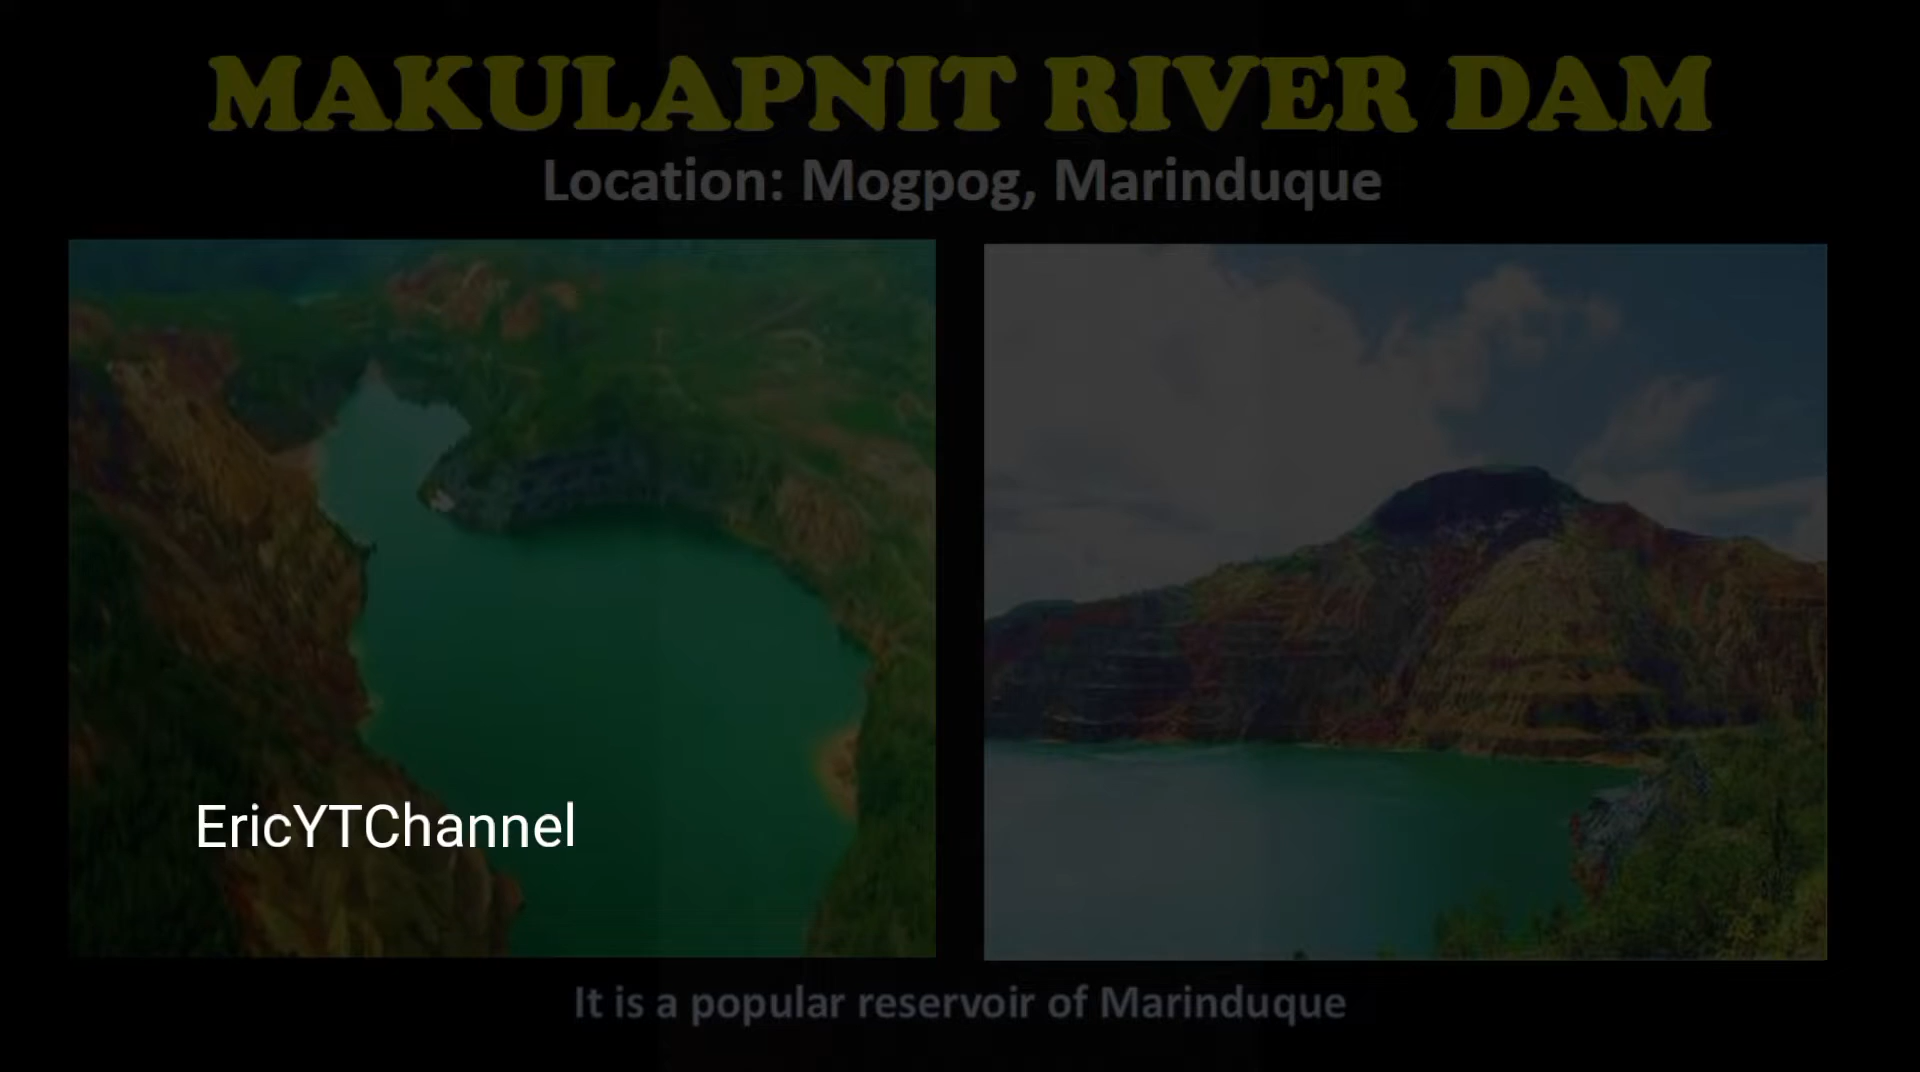 MAKULAPNIT RIVER DAM
Location: Mogpog, Marinduque
EricYTChannel
It is a popular reservoir of Marinduque